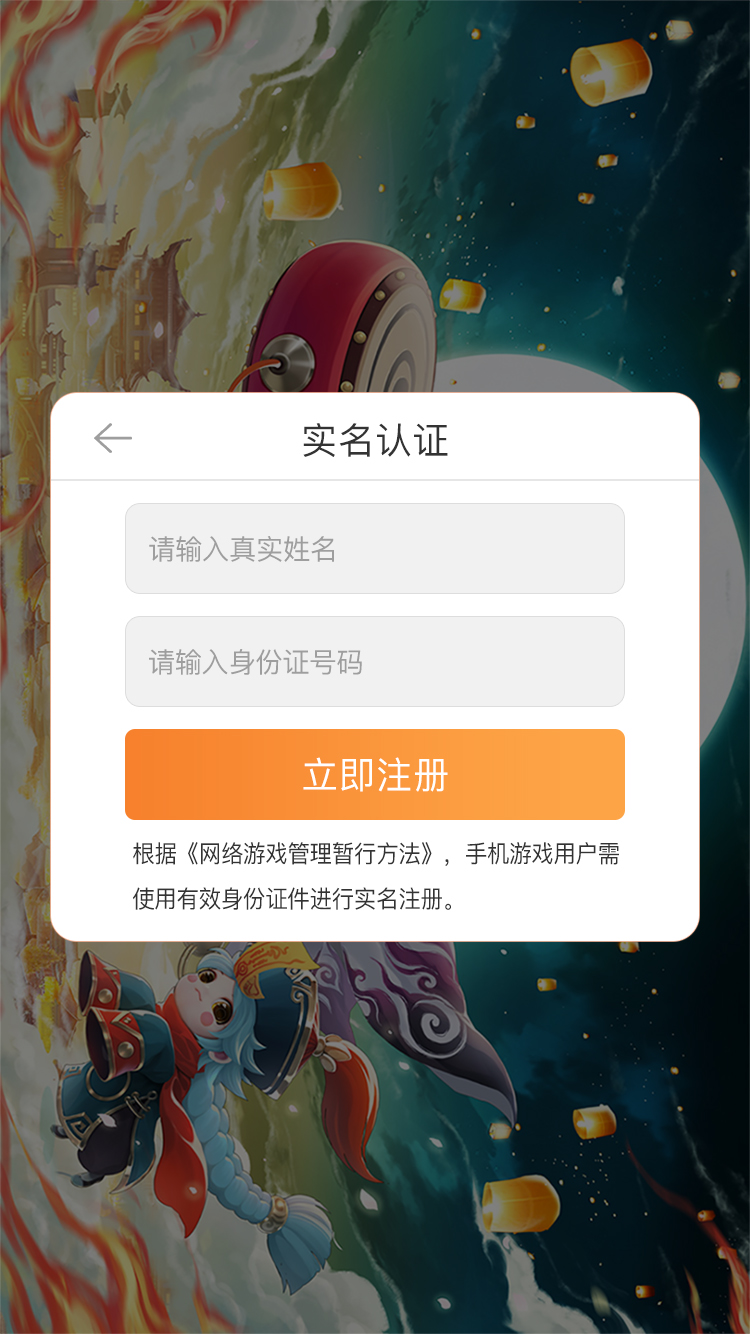 实名认证
请输入真实姓名
请输入身份证号码
立即注册
根据《网络游戏管理暂行方法》，手机游戏用户需
使用有效身份证件进行实名注册。